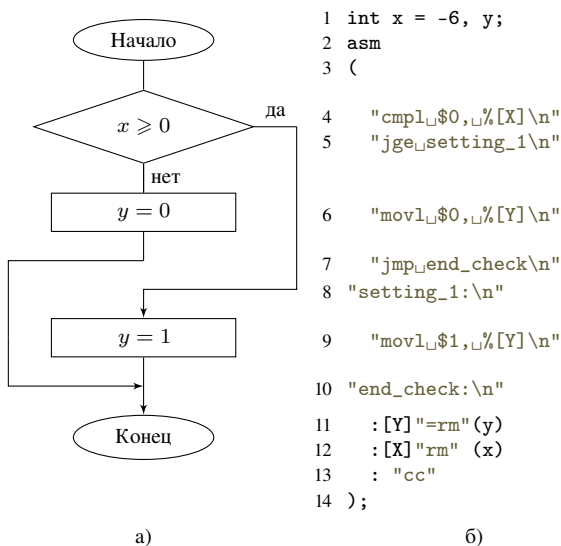 Начало
x ⩾ 0
да
нет
y = 0
y = 1
Конец
а)
1 int x = -6, y;
2 asm
3 (
4 "cmpl␣$0,␣%[X]\n"
5 "jge␣setting_1\n"
6 "movl␣$0,␣%[Y]\n"
7 "jmp␣end_check\n"
8 "setting_1:\n"
9 "movl␣$1,␣%[Y]\n"
10 "end_check:\n"
11 :[Y]"=rm"(y)
12 :[X]"rm" (x)
13 : "cc"
14 );
б)